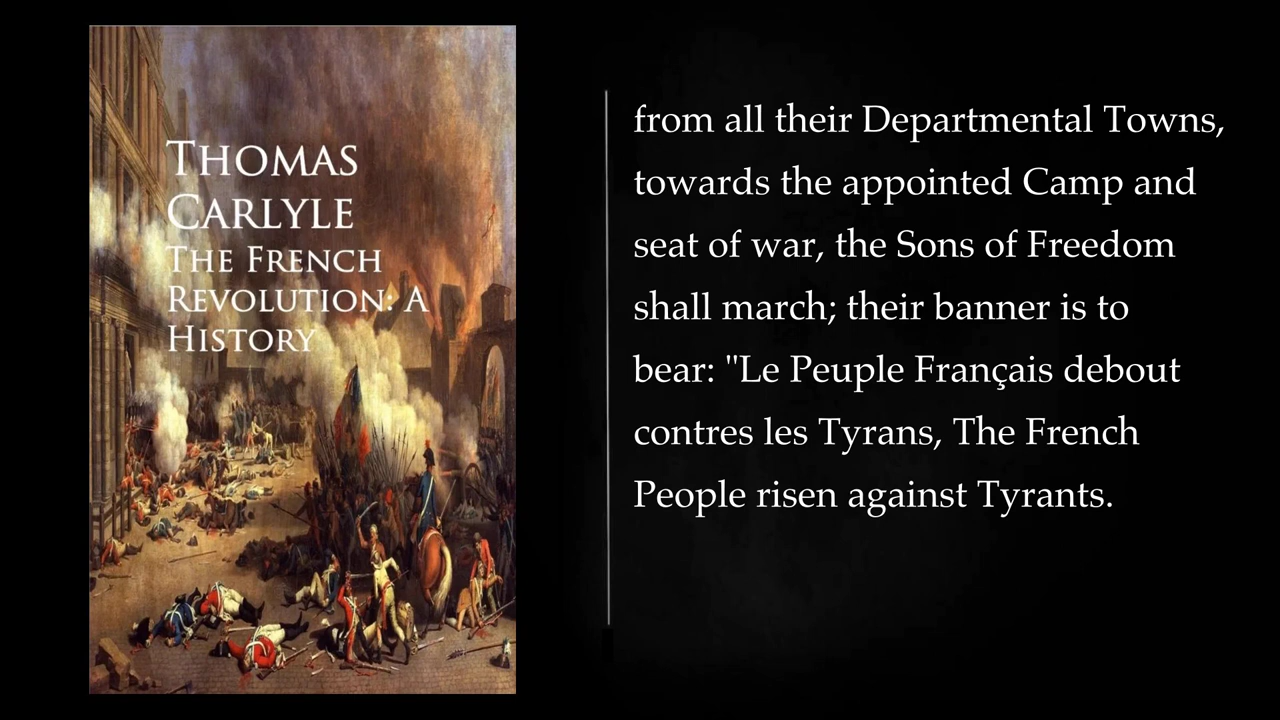 THOMAS
CARLYLE
THE FRENCH
REVOLUTION: A
HISTORY
from all their Departmental Towns,
towards the appointed Camp and
seat of war, the Sons of Freedom
shall march; their banner is to
bear: "Le Peuple Français debout
contres les Tyrans, The French
People risen against Tyrants.